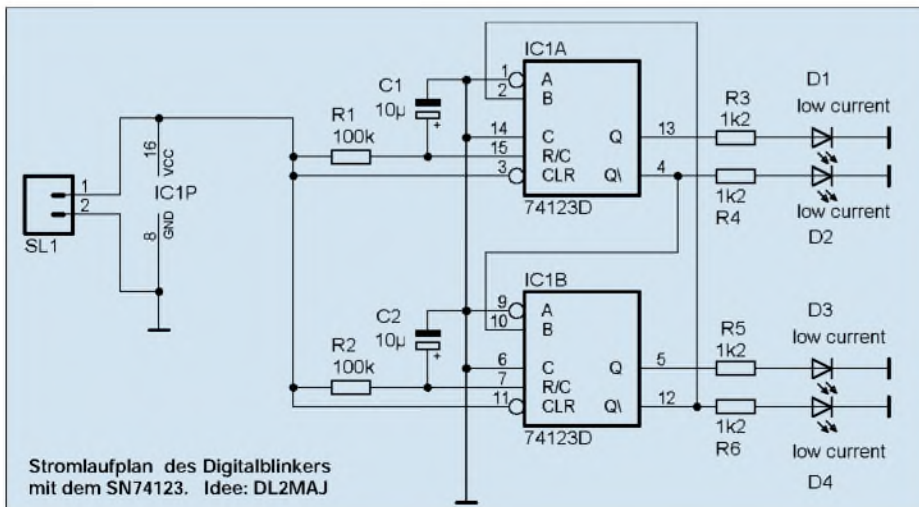 IC1A
1
A
2
B
14
C
Q
13
15
R/C
3
CLR
Q\
4
74123D
C1
10µ
+
R1
100k
R3
1k2
D1
low current
1k2
R4
low current
D2
16
VCC
IC1P
8
GND
1
2
SL1
IC1B
9
A
10
B
6
C
Q
5
7
R/C
11
CLR
Q\
12
74123D
C2
10µ
+
R2
100k
R5
1k2
D3
low current
1k2
R6
low current
D4
Stromlaufplan des Digitalblinkers
mit dem SN74123. Idee: DL2MAJ